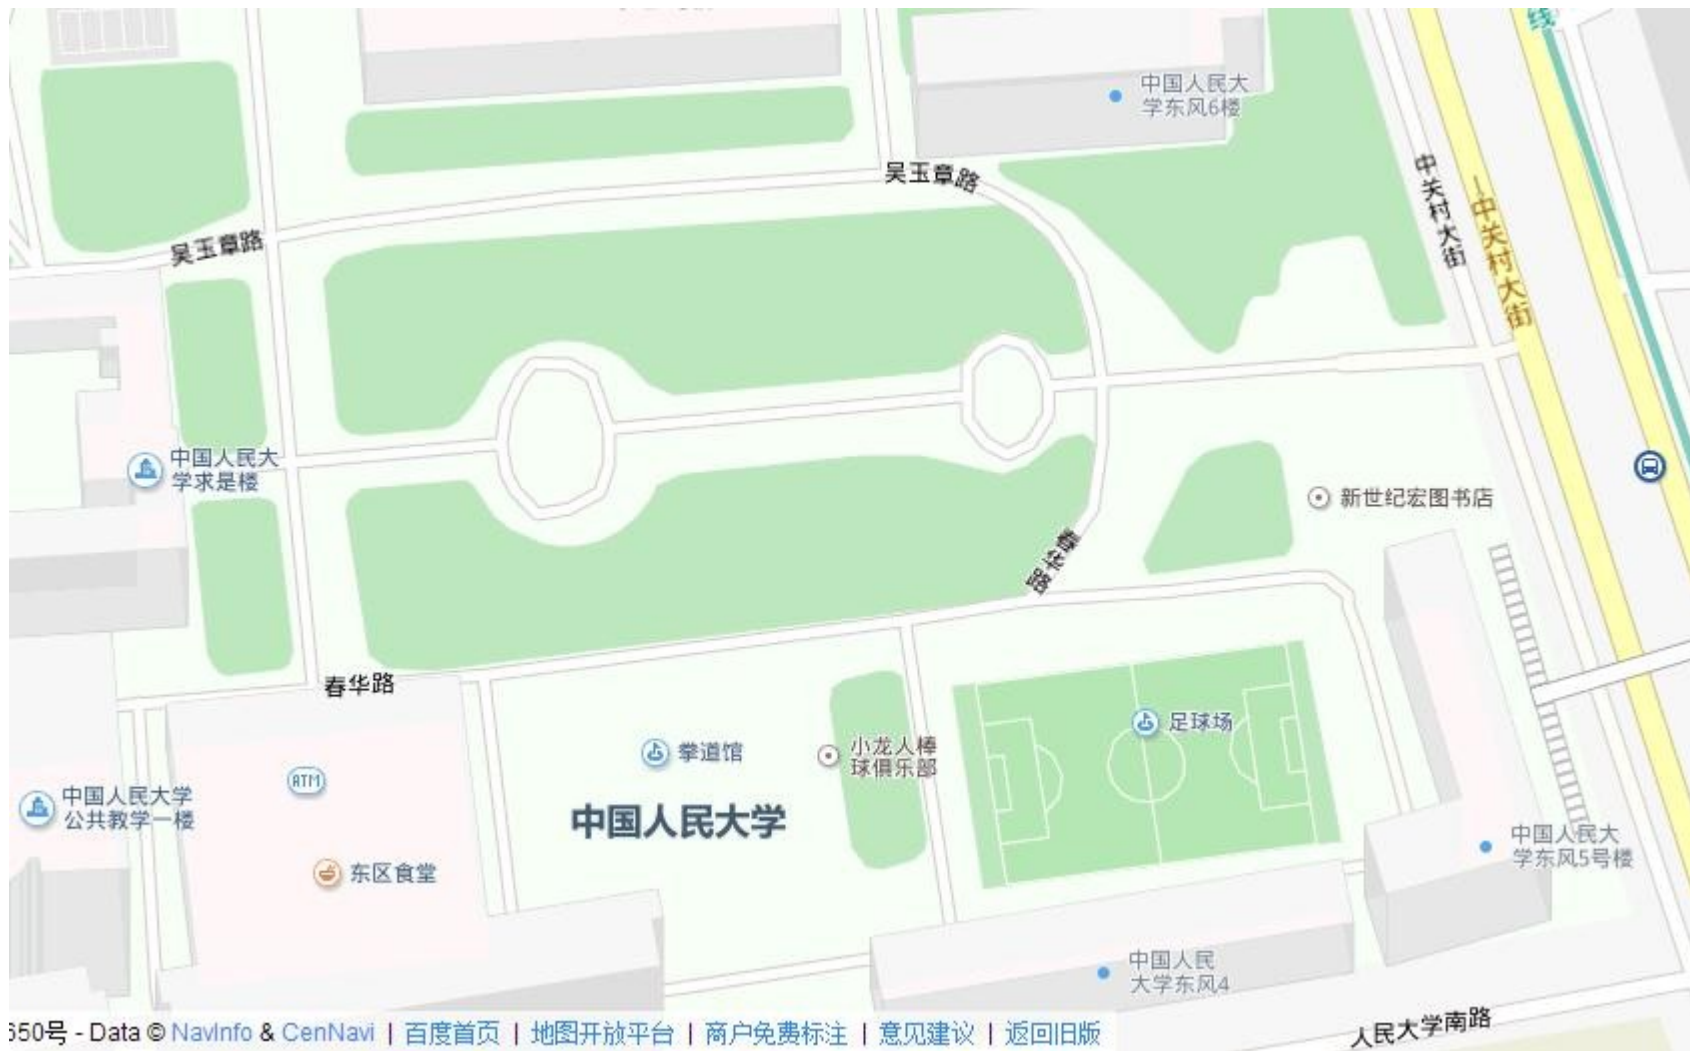 线
中国人民大
学东风6楼
吴玉章路
中关村大街
中关村大街
吴玉章路
中国人民大
学求是楼
新世纪宏图书店
春华路
春华路
足球场
拳道馆
小龙人棒
球俱乐部
ATM
中国人民大学
公共教学一楼
中国人民大学
中国人民大
学东风5号楼
东区食堂
中国人民
大学东风4
人民大学南路
650号 - Data © NavInfo & CenNavi | 百度首页 | 地图开放平台 | 商户免费标注 | 意见建议 | 返回旧版